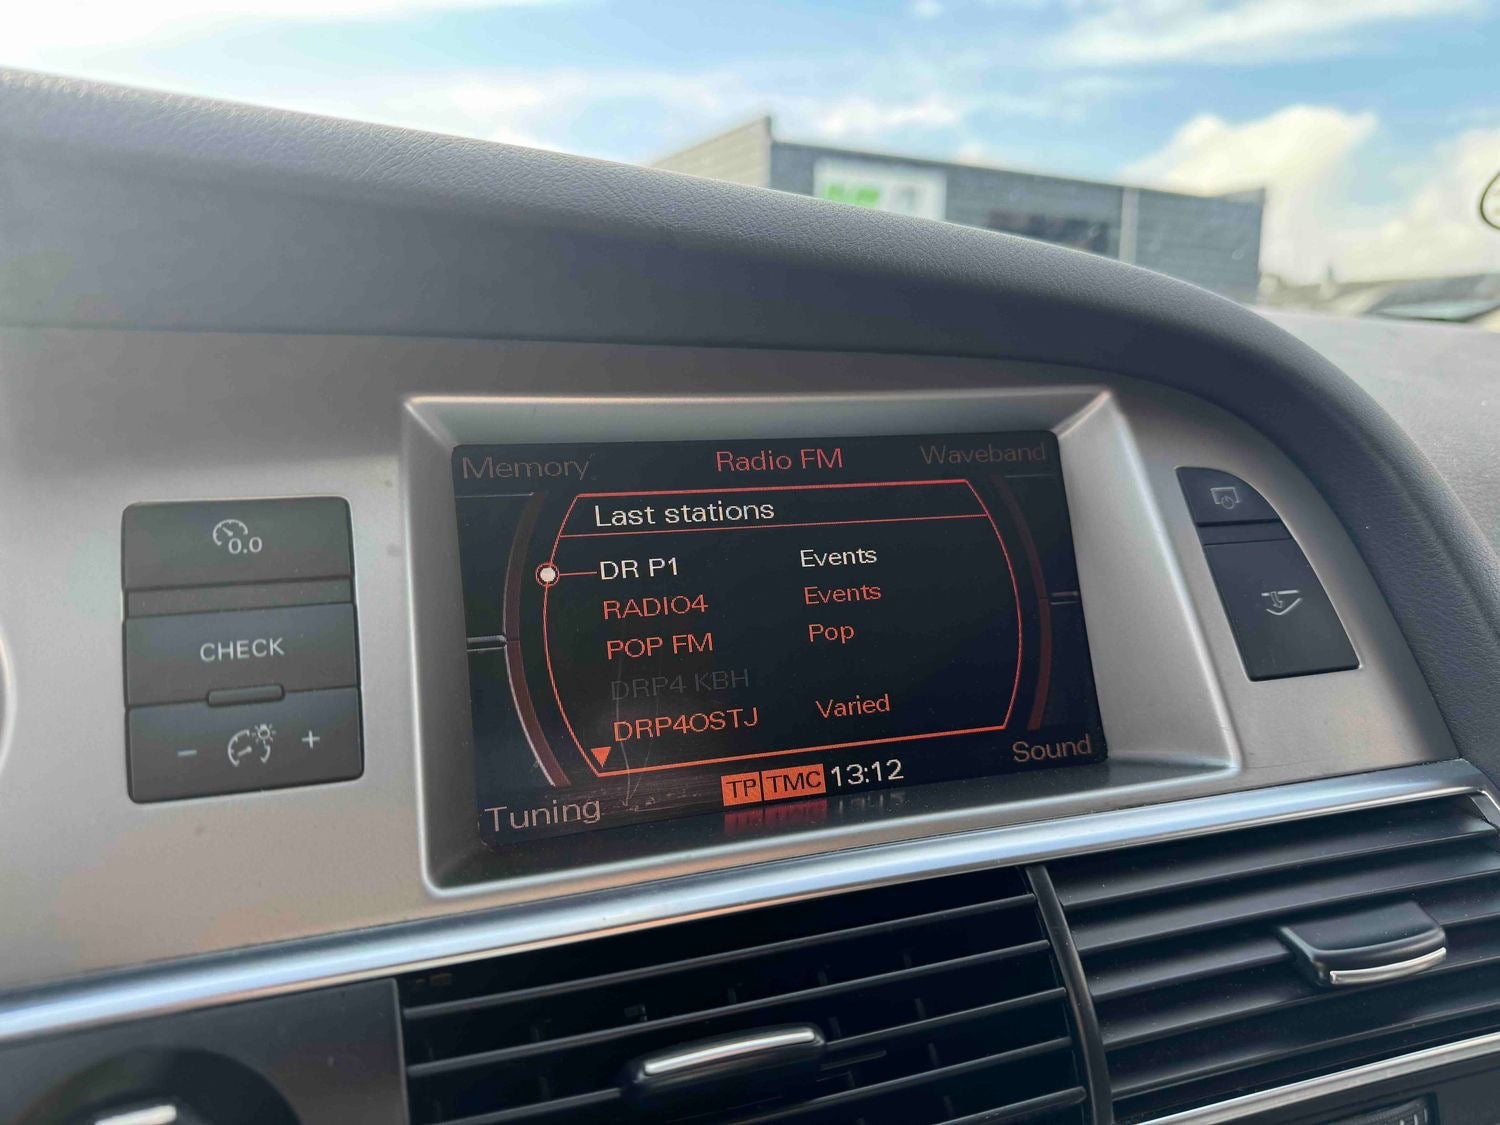 Memory Radio FM Waveband
Last stations
DR P1 Events
RADIO4 Events
POP FM Pop
DRP4 KBH
DRP4OSTJ Varied
TP TMC 13:12
Tuning Sound
0.0
CHECK
- +